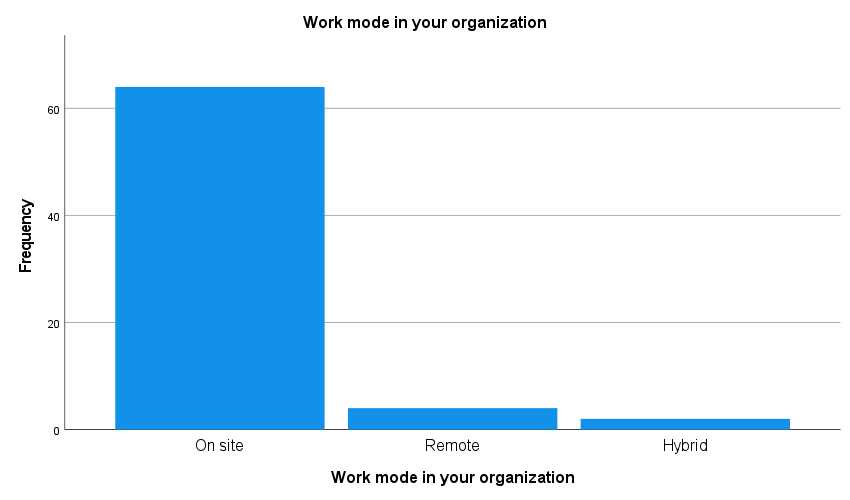 Work mode in your organization
Frequency
60
40
20
0
On site
Remote
Hybrid
Work mode in your organization